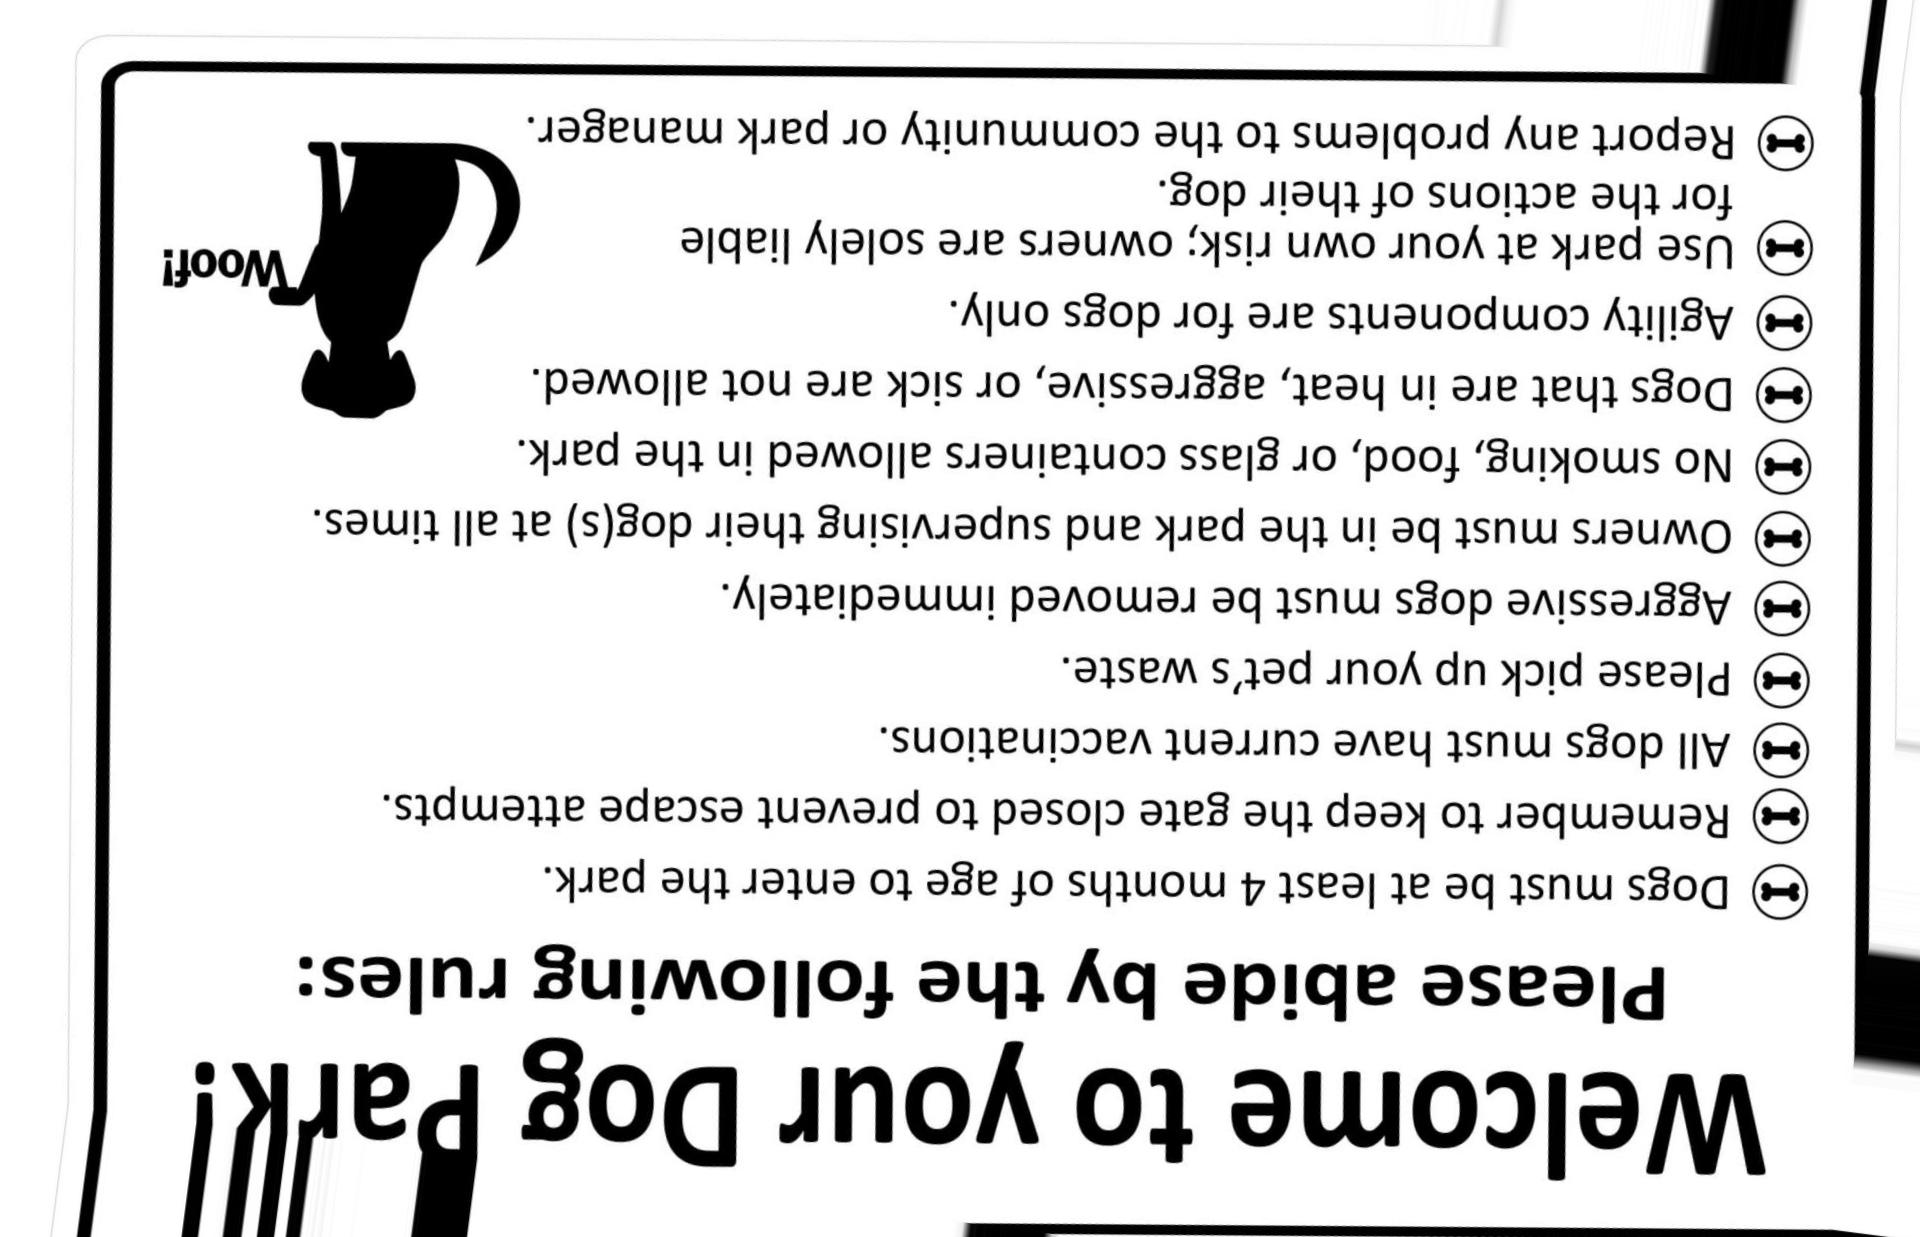 Welcome to your Dog Park!
Please abide by the following rules:
Dogs must be at least 4 months of age to enter the park.
Remember to keep the gate closed to prevent escape attempts.
All dogs must have current vaccinations.
Please pick up your pet's waste.
Aggressive dogs must be removed immediately.
Owners must be in the park and supervising their dog(s) at all times.
No smoking, food, or glass containers allowed in the park.
Dogs that are in heat, aggressive, or sick are not allowed.
Agility components are for dogs only.
Use park at your own risk; owners are solely liable
for the actions of their dog.
Report any problems to the community or park manager.
Woof!